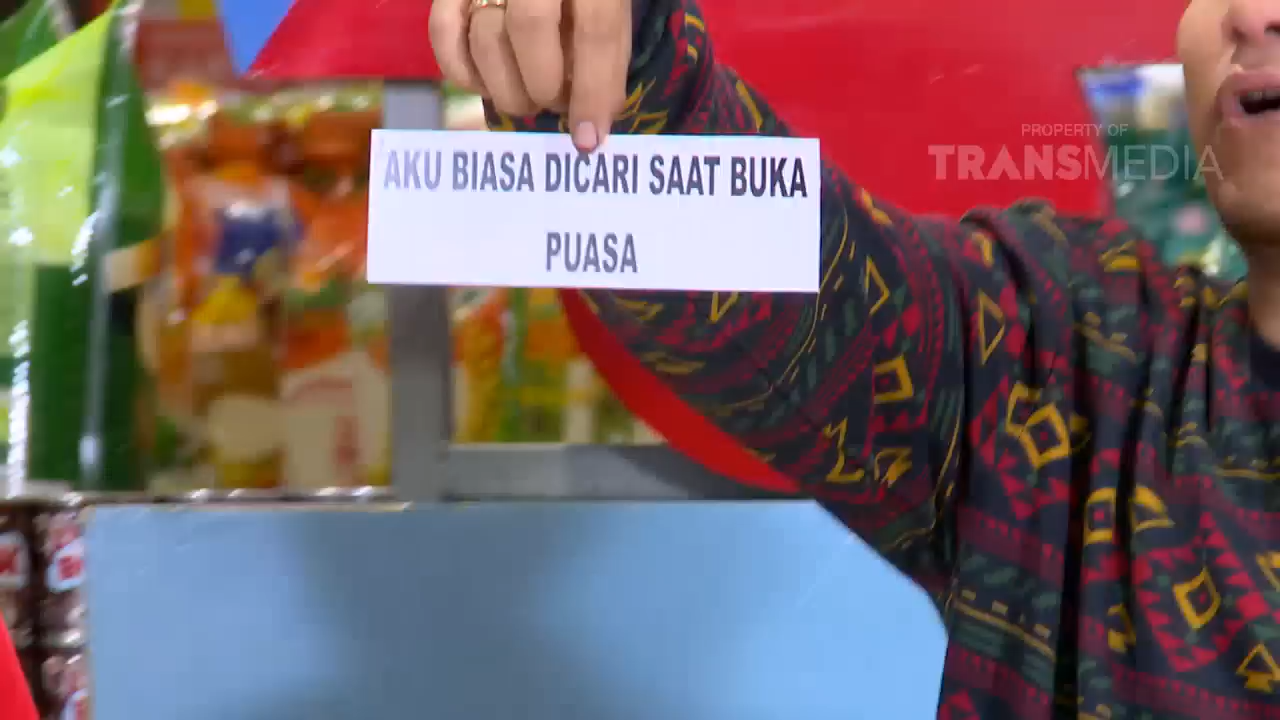 PROPERTY OF
TRANSMEDIA
AKU BIASA DICARI SAAT BUKA
PUASA